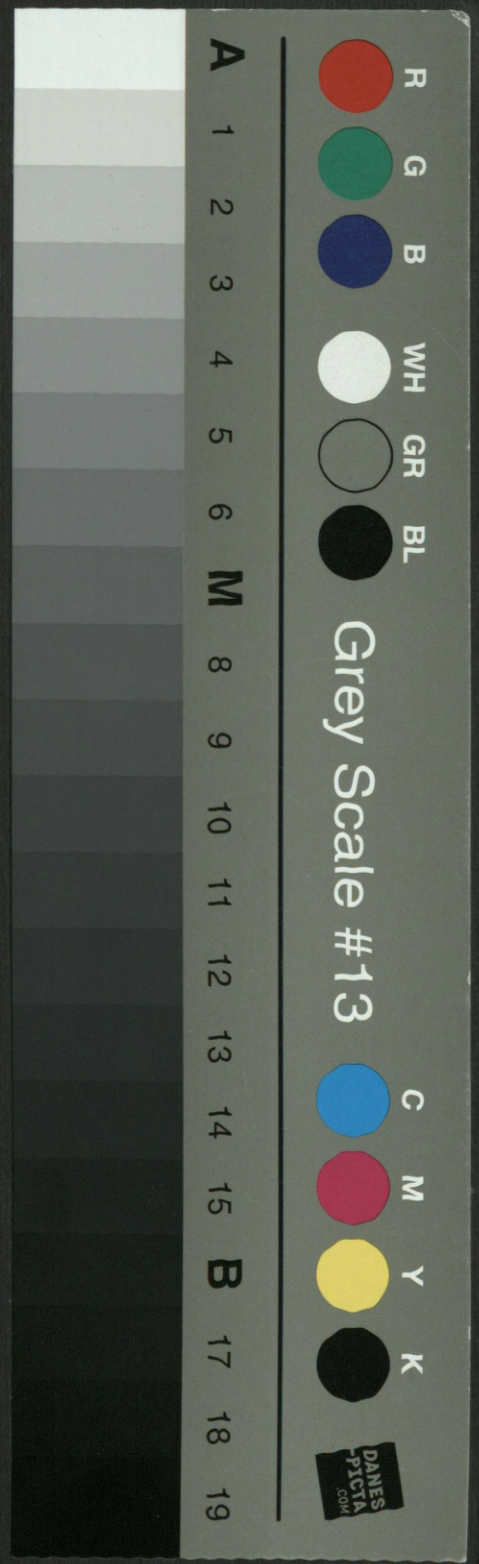 R G B WH GR BL Grey Scale #13 C M Y K
DANES
-PICTA
.COM
A 1 2 3 4 5 6 M 8 9 10 11 12 13 14 15 B 17 18 19